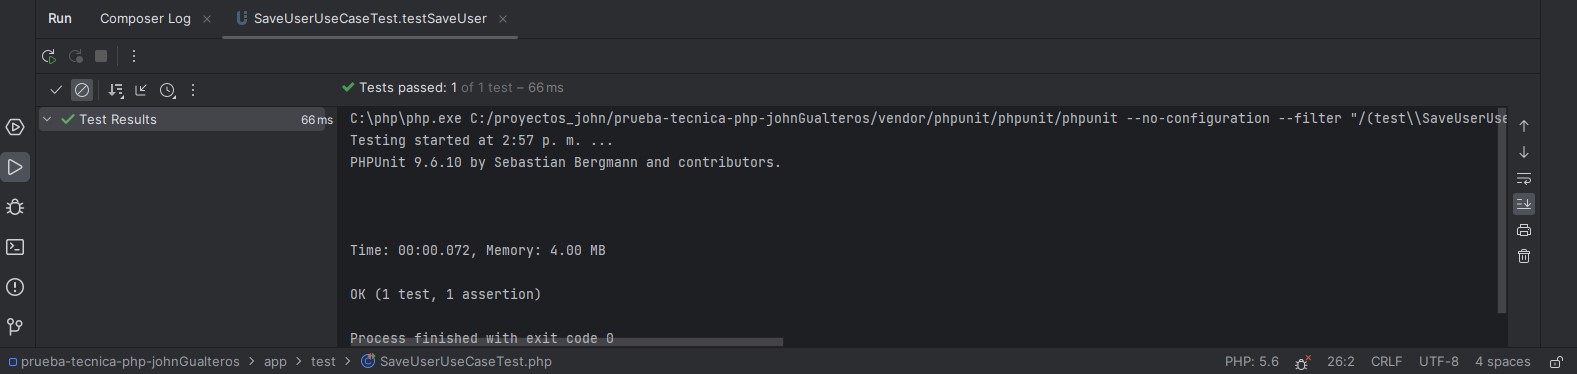 Run Composer Log SaveUserUseCaseTest.testSaveUser
Tests passed: 1 of 1 test – 66 ms
Test Results 66 ms
C:\php\php.exe C:/proyectos_john/prueba-tecnica-php-johnGualteros/vendor/phpunit/phpunit/phpunit --no-configuration --filter "/(test\\SaveUserUse
Testing started at 2:57 p. m. ...
PHPUnit 9.6.10 by Sebastian Bergmann and contributors.
Time: 00:00.072, Memory: 4.00 MB
OK (1 test, 1 assertion)
Process finished with exit code 0
prueba-tecnica-php-johnGualteros > app > test > SaveUserUseCaseTest.php PHP: 5.6 26:2 CRLF UTF-8 4 spaces